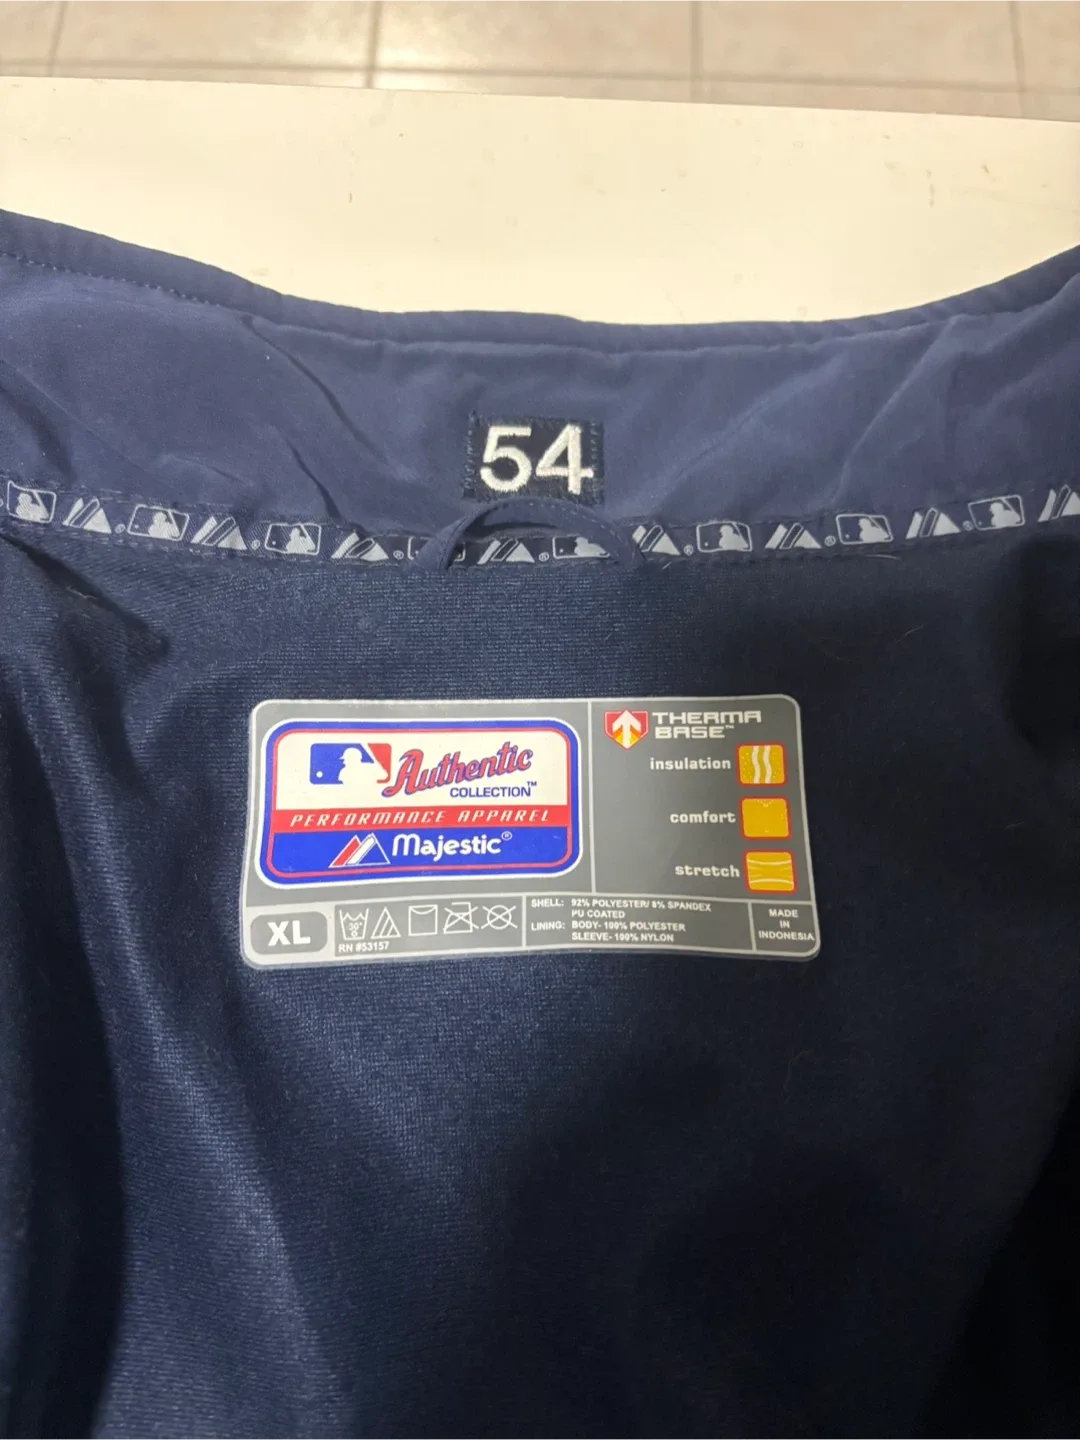 54
THERMA
BASE™
insulation
comfort
stretch
Authentic
COLLECTION™
PERFORMANCE APPAREL
Majestic®
XL
30°
RN #53157
SHELL: 92% POLYESTER/ 8% SPANDEX
PU COATED
LINING: BODY- 100% POLYESTER
SLEEVE- 100% NYLON
MADE
IN
INDONESIA